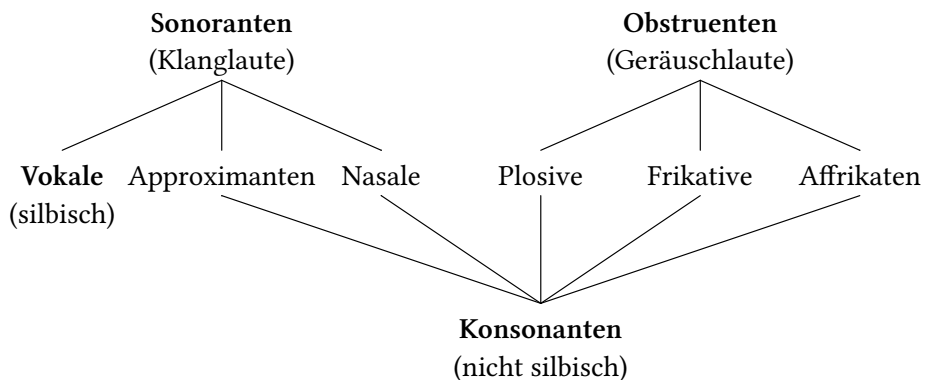 Sonoranten Obstruenten
(Klanglaute) (Geräuschlaute)
Vokale Approximanten Nasale Plosive Frikative Affrikaten
(silbisch)
Konsonanten
(nicht silbisch)